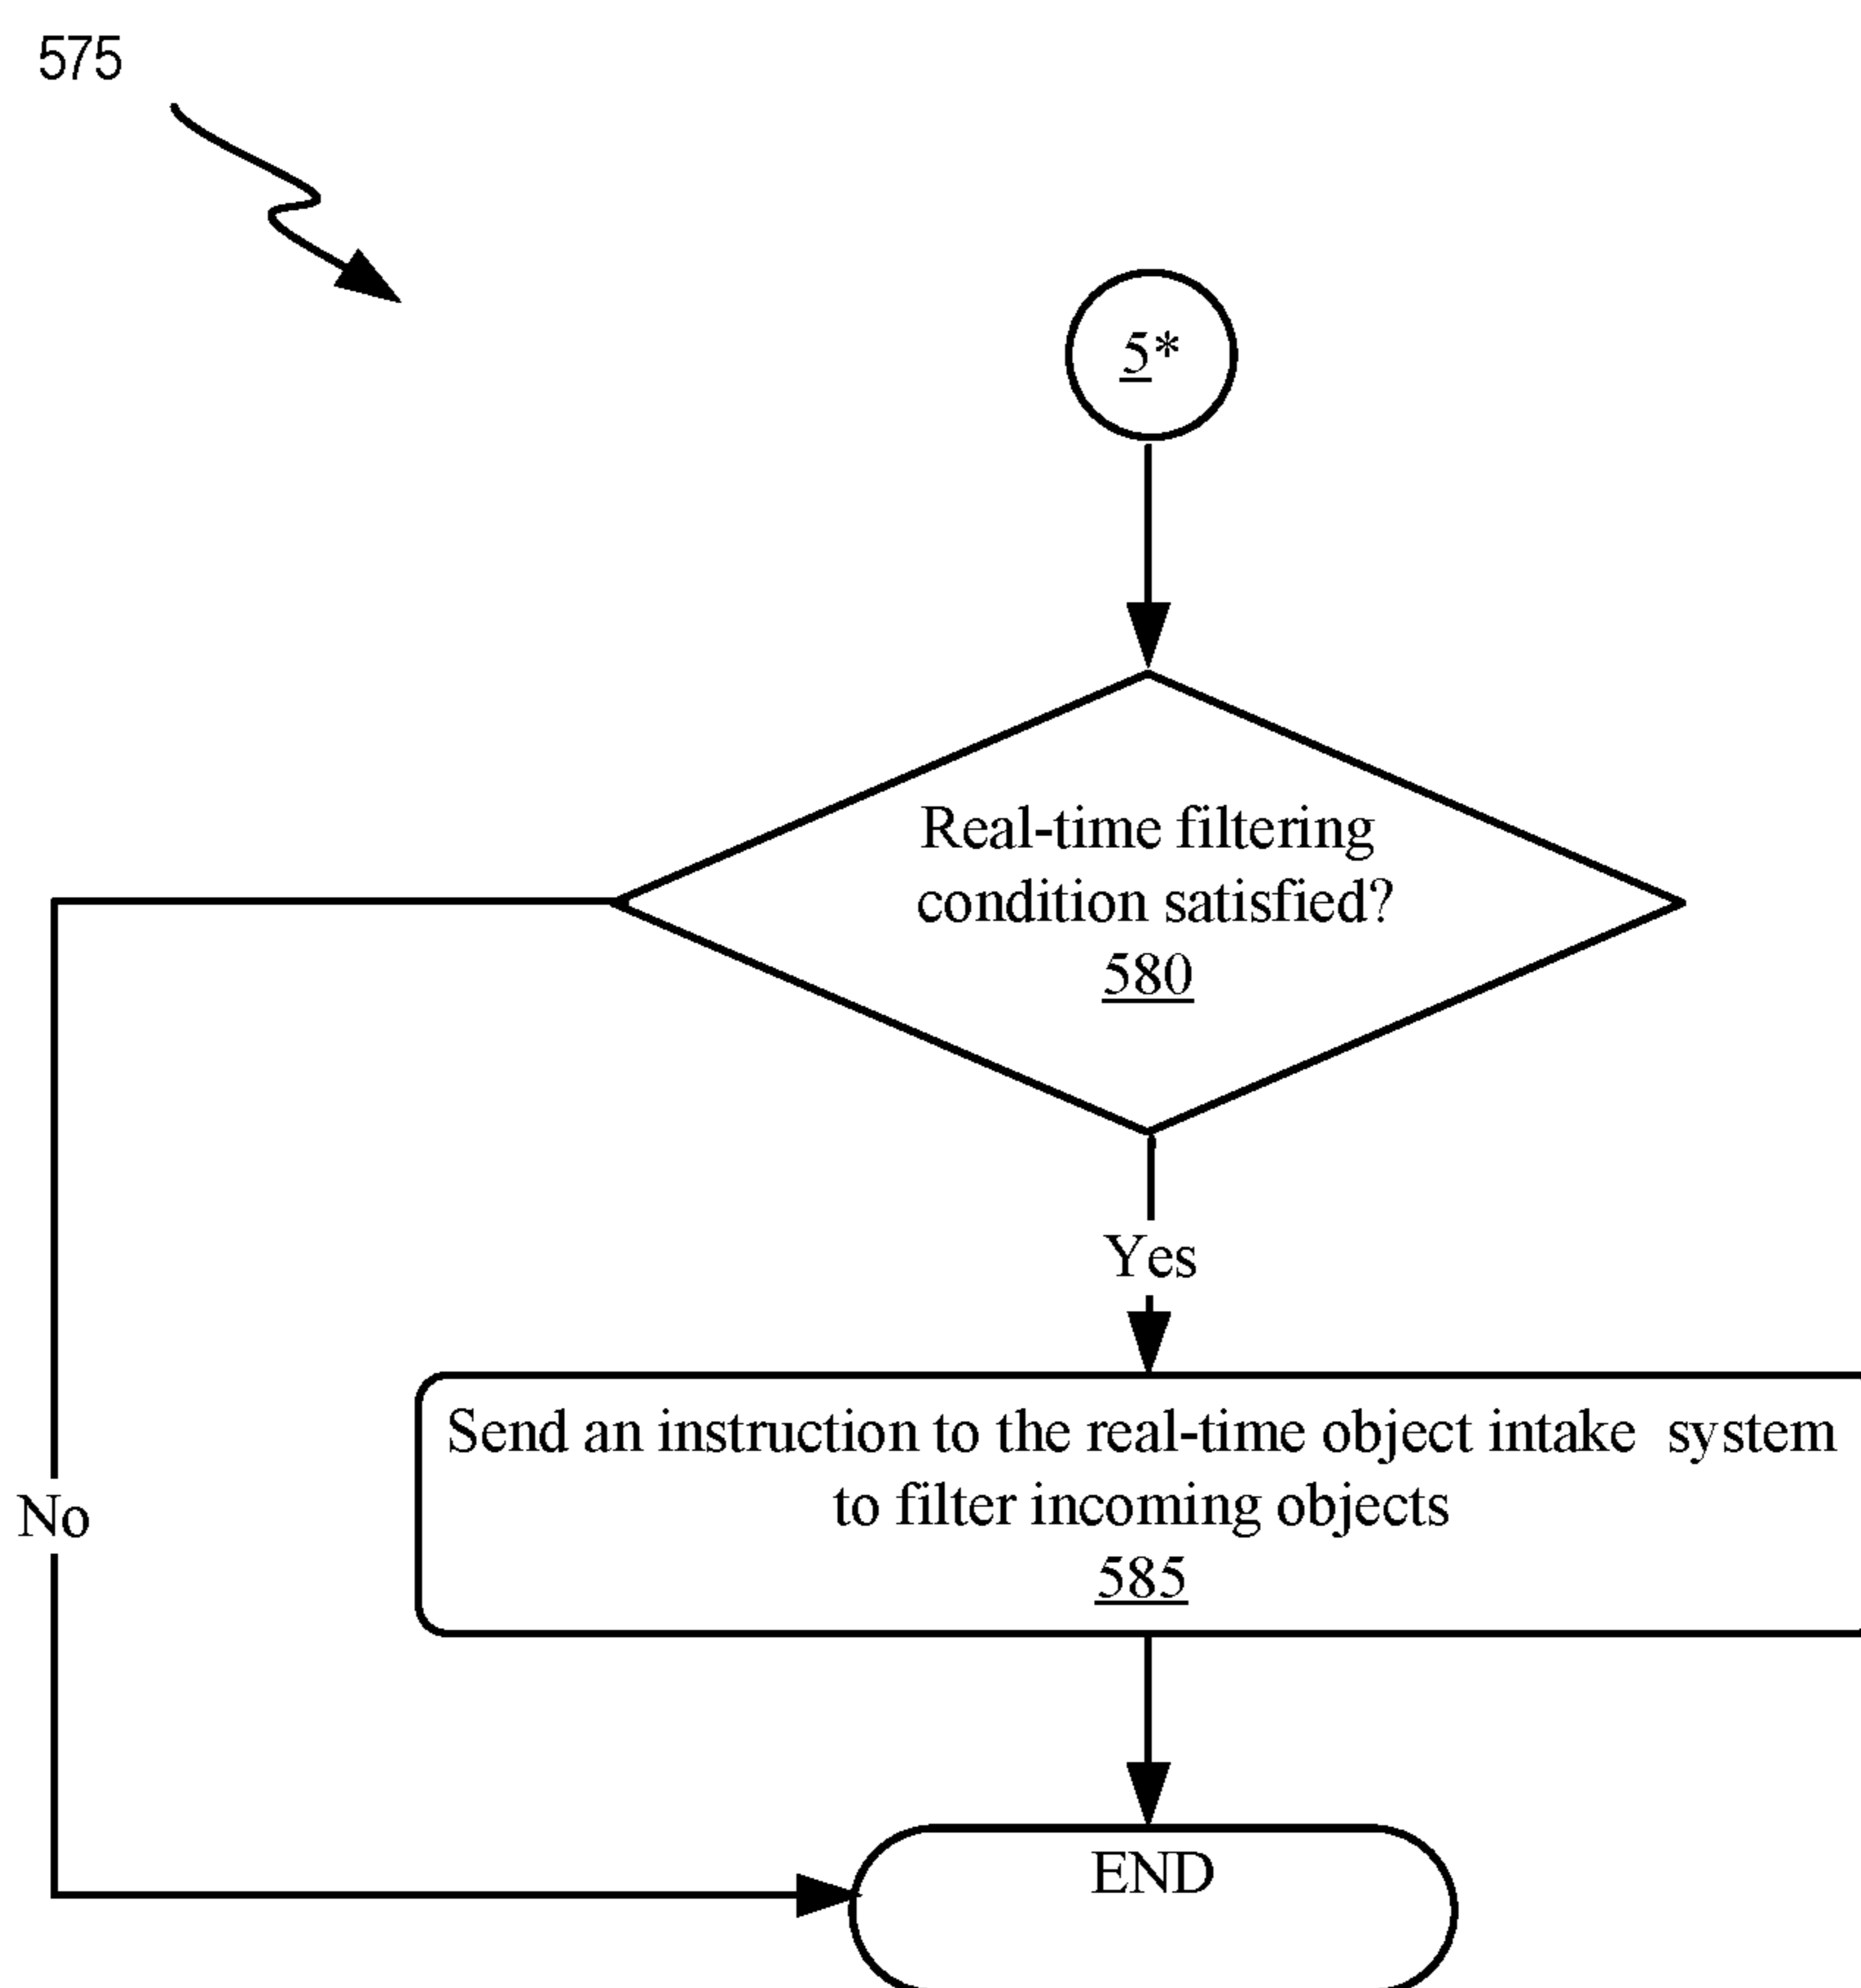 575
5*
Real-time filtering
condition satisfied?
580
Yes
Send an instruction to the real-time object intake system
to filter incoming objects
585
No
END